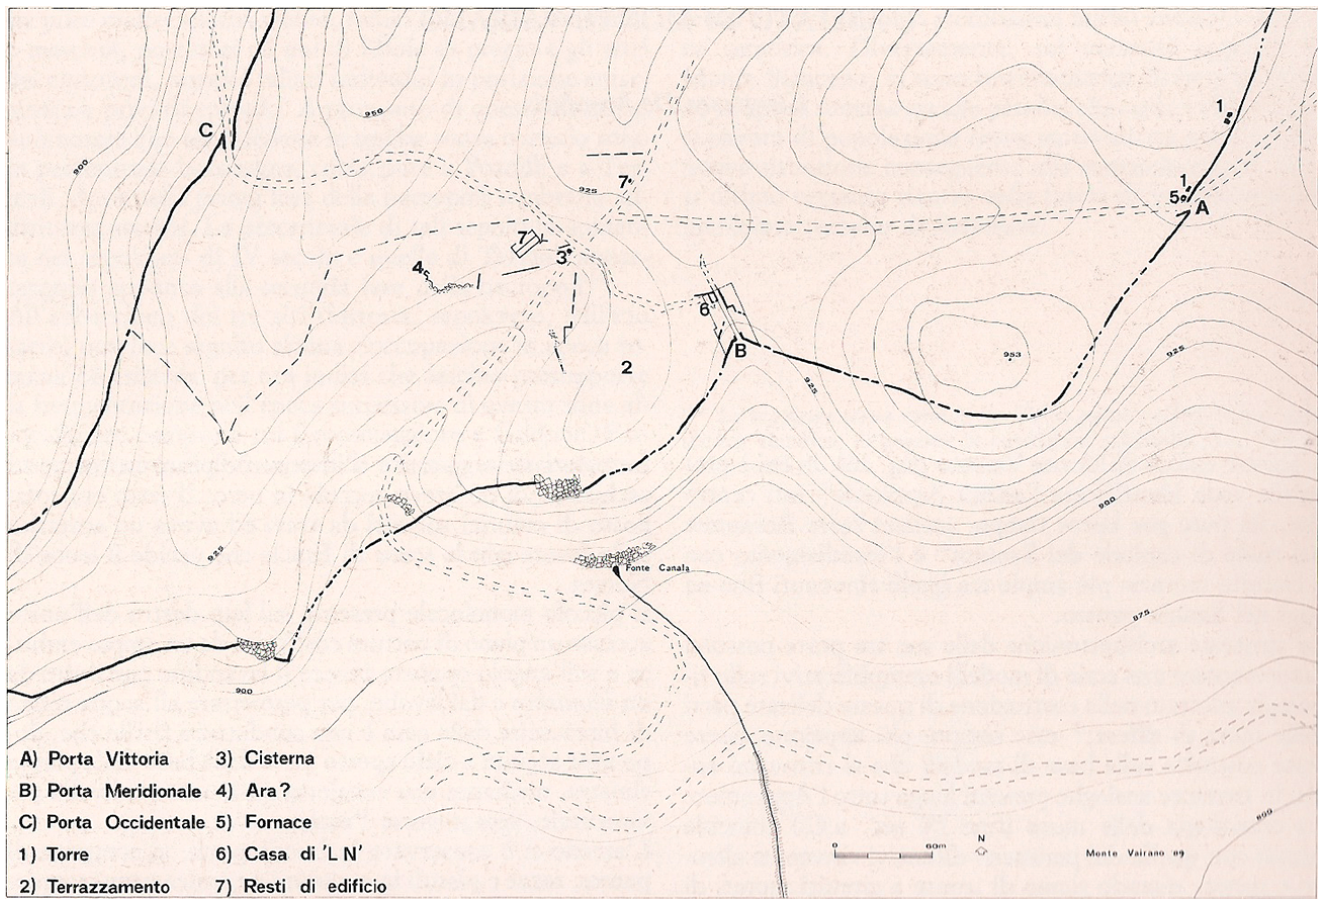 950
C
900
1
7
925
1
5
A
7
3
4
6
B
2
953
925
925
900
925
Fonte Canala
875
900
A) Porta Vittoria
B) Porta Meridionale
C) Porta Occidentale
1) Torre
2) Terrazzamento
3) Cisterna
4) Ara?
5) Fornace
6) Casa di 'L N'
7) Resti di edificio
0 60m
N
Monte Vairano